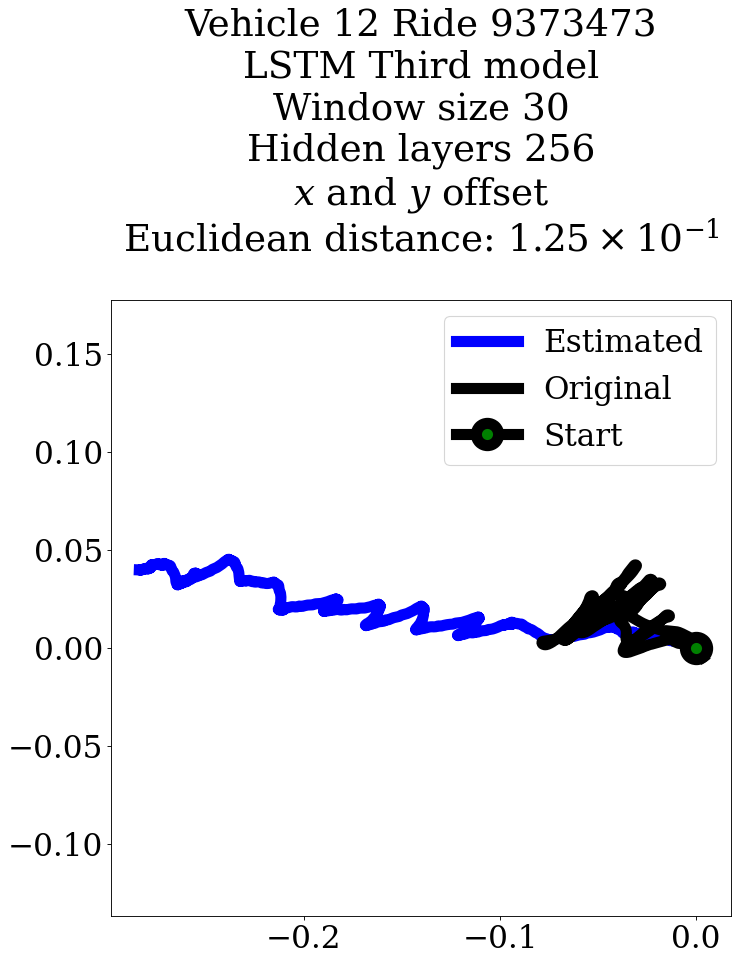 Vehicle 12 Ride 9373473
LSTM Third model
Window size 30
Hidden layers 256
x and y offset
Euclidean distance: 1.25 × 10⁻¹
Estimated
Original
Start
0.15
0.10
0.05
0.00
−0.05
−0.10
−0.2 −0.1 0.0